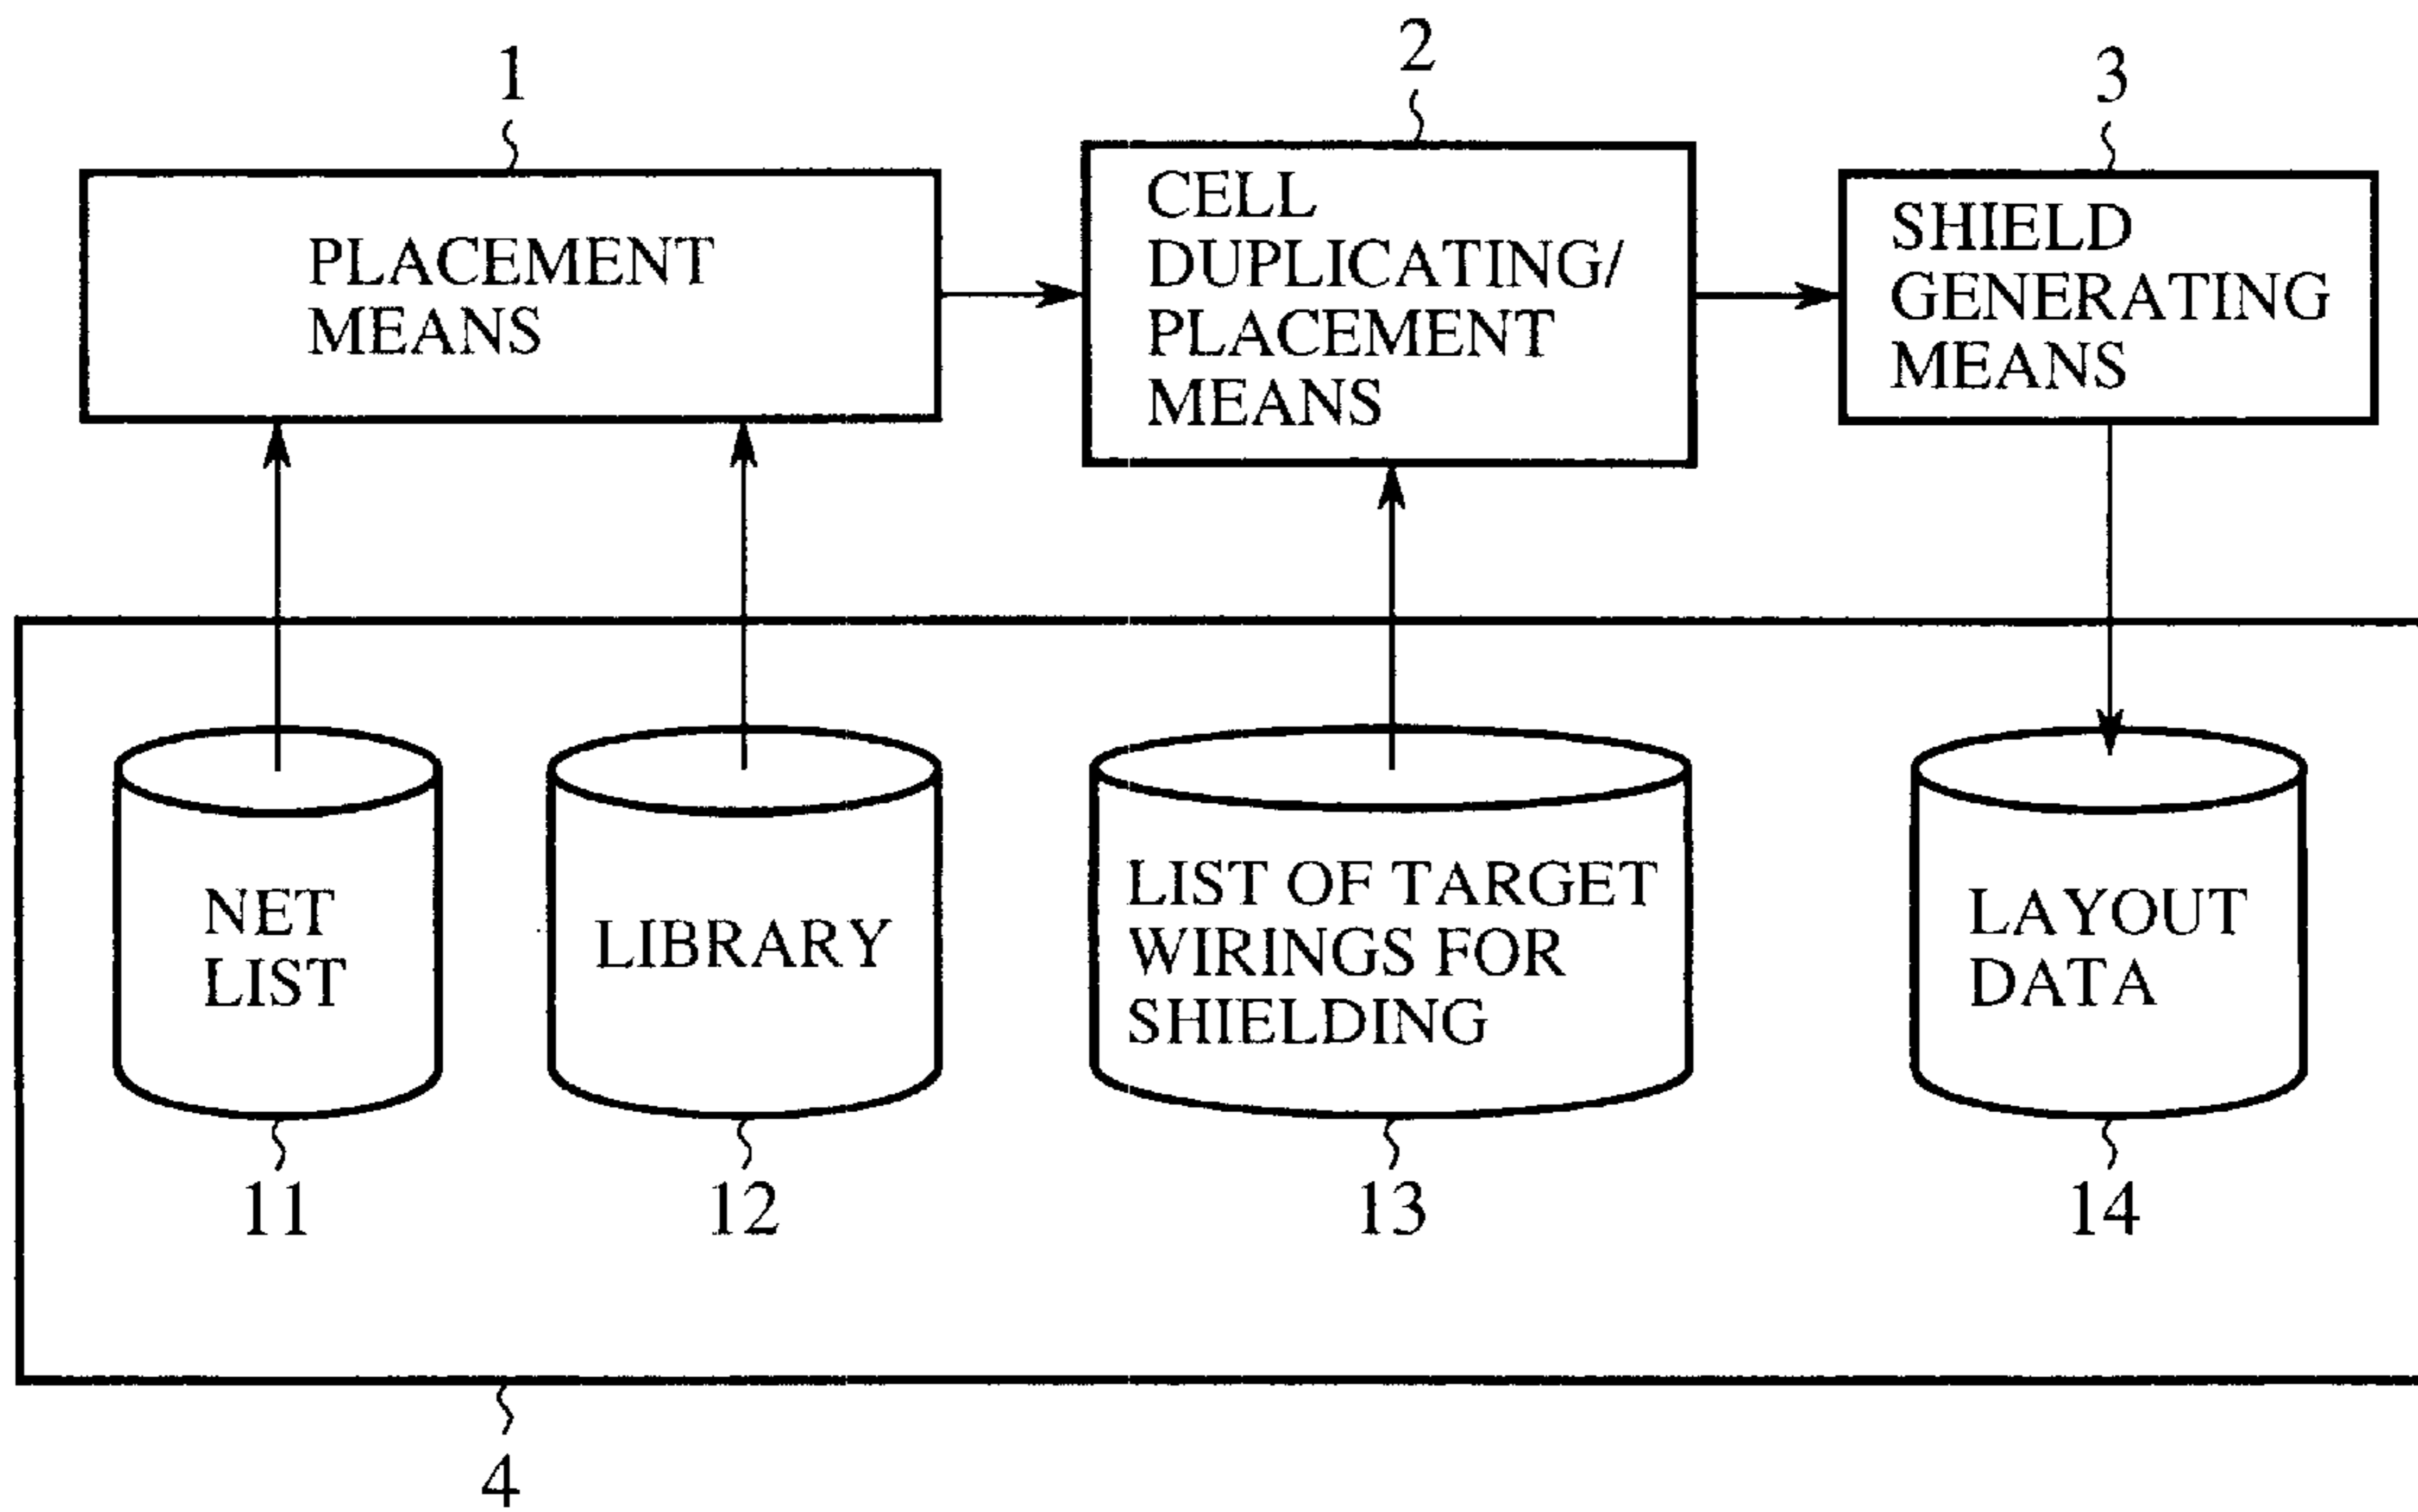 1
2
3
PLACEMENT
MEANS
CELL
DUPLICATING/
PLACEMENT
MEANS
SHIELD
GENERATING
MEANS
NET
LIST
LIBRARY
LIST OF TARGET
WIRINGS FOR
SHIELDING
LAYOUT
DATA
11
12
13
14
4